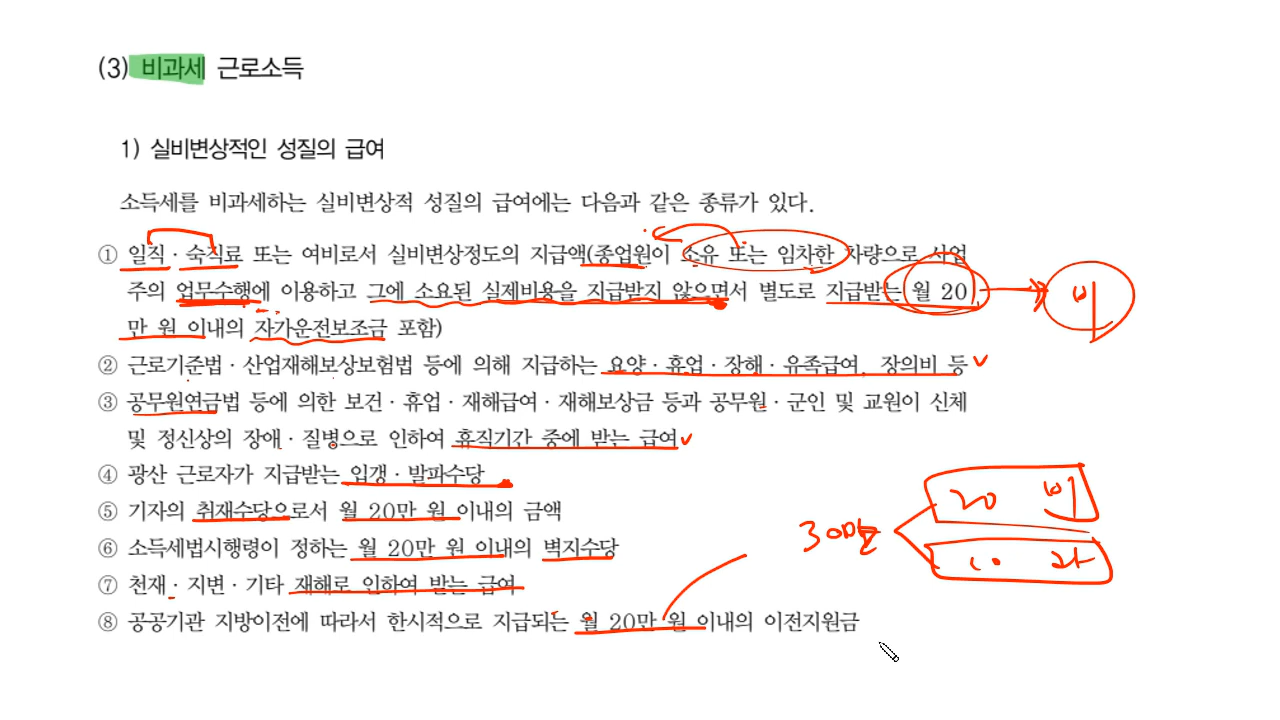 (3) 비과세 근로소득
1) 실비변상적인 성질의 급여
소득세를 비과세하는 실비변상적 성질의 급여에는 다음과 같은 종류가 있다.
① 일직·숙직료 또는 여비로서 실비변상정도의 지급액(종업원이 소유 또는 임차한 차량으로 사업
주의 업무수행에 이용하고 그에 소요된 실제비용을 지급받지 않으면서 별도로 지급받는 월 20
비
만 원 이내의 자가운전보조금 포함)
② 근로기준법·산업재해보상보험법 등에 의해 지급하는 요양·휴업·장해·유족급여, 장의비 등
③ 공무원연금법 등에 의한 보건·휴업·재해급여·재해보상금 등과 공무원·군인 및 교원이 신체
및 정신상의 장애·질병으로 인하여 휴직기간 중에 받는 급여
④ 광산 근로자가 지급받는 입갱·발파수당
⑤ 기자의 취재수당으로서 월 20만 원 이내의 금액
20 비
300
⑥ 소득세법시행령이 정하는 월 20만 원 이내의 벽지수당
10 과
⑦ 천재·지변·기타 재해로 인하여 받는 급여
⑧ 공공기관 지방이전에 따라서 한시적으로 지급되는 월 20만 원 이내의 이전지원금